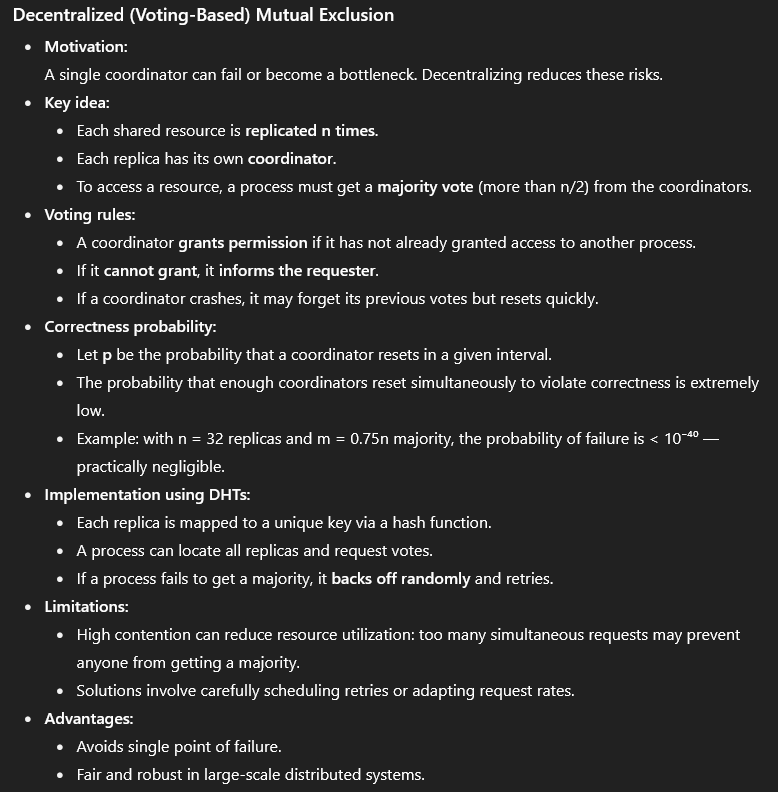 Decentralized (Voting-Based) Mutual Exclusion
• Motivation:
A single coordinator can fail or become a bottleneck. Decentralizing reduces these risks.
• Key idea:
• Each shared resource is replicated n times.
• Each replica has its own coordinator.
• To access a resource, a process must get a majority vote (more than n/2) from the coordinators.
• Voting rules:
• A coordinator grants permission if it has not already granted access to another process.
• If it cannot grant, it informs the requester.
• If a coordinator crashes, it may forget its previous votes but resets quickly.
• Correctness probability:
• Let p be the probability that a coordinator resets in a given interval.
• The probability that enough coordinators reset simultaneously to violate correctness is extremely
low.
• Example: with n = 32 replicas and m = 0.75n majority, the probability of failure is < 10⁻⁴⁰ —
practically negligible.
• Implementation using DHTs:
• Each replica is mapped to a unique key via a hash function.
• A process can locate all replicas and request votes.
• If a process fails to get a majority, it backs off randomly and retries.
• Limitations:
• High contention can reduce resource utilization: too many simultaneous requests may prevent
anyone from getting a majority.
• Solutions involve carefully scheduling retries or adapting request rates.
• Advantages:
• Avoids single point of failure.
• Fair and robust in large-scale distributed systems.